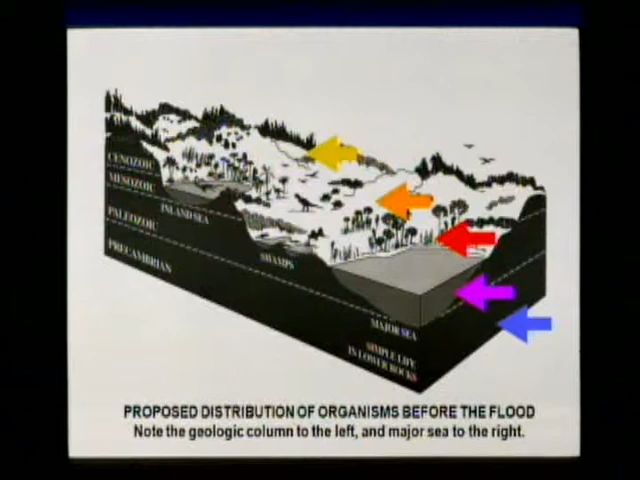 CENOZOIC
MESOZOIC
INLAND SEA
PALEOZOIC
SWAMPS
PRECAMBRIAN
MAJOR SEA
SIMPLE LIFE
IN LOWER ROCKS
PROPOSED DISTRIBUTION OF ORGANISMS BEFORE THE FLOOD
Note the geologic column to the left, and major sea to the right.